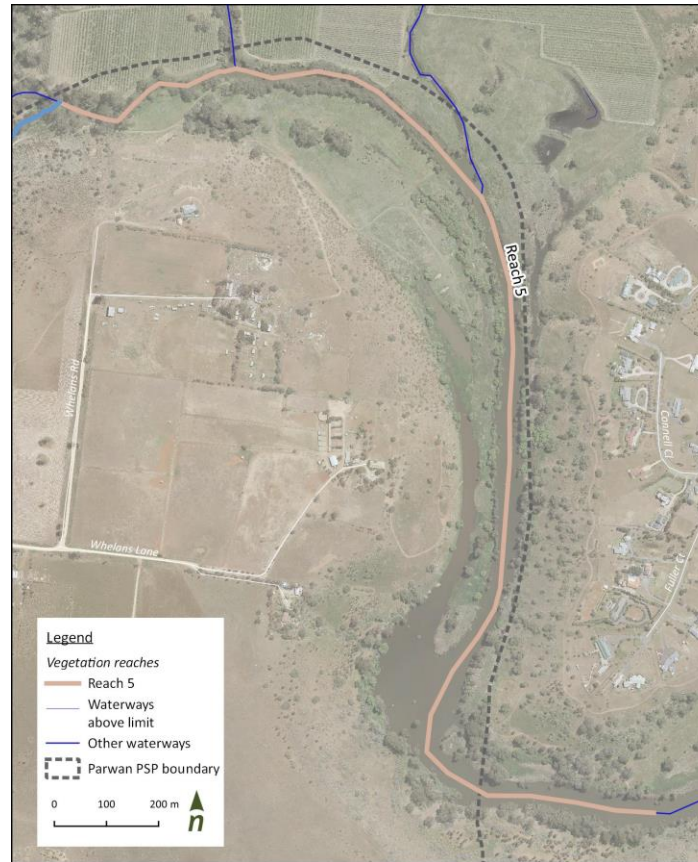 Reach 5
Whelans Rd
Connell Ct
Whelans Lane
Fuller Ct
Legend
Vegetation reaches
Reach 5
Waterways
above limit
Other waterways
Parwan PSP boundary
0 100 200 m
n